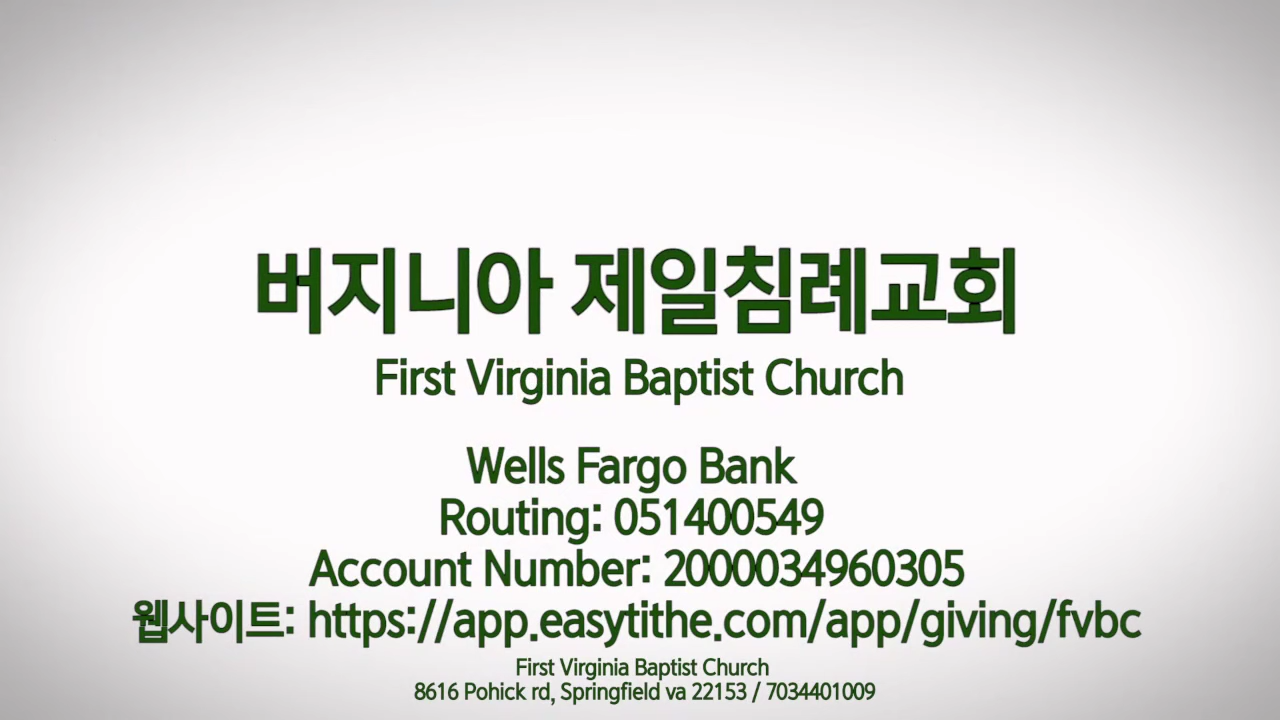 버지니아 제일침례교회
First Virginia Baptist Church
Wells Fargo Bank
Routing: 051400549
Account Number: 2000034960305
웹사이트: https://app.easytithe.com/app/giving/fvbc
First Virginia Baptist Church
8616 Pohick rd, Springfield va 22153 / 7034401009